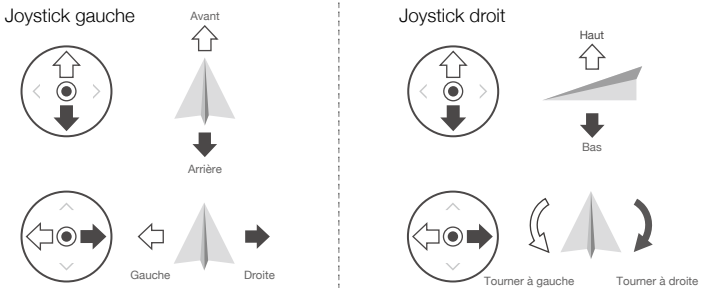 Joystick gauche
Avant
Arrière
Gauche
Droite
Joystick droit
Haut
Bas
Tourner à gauche
Tourner à droite